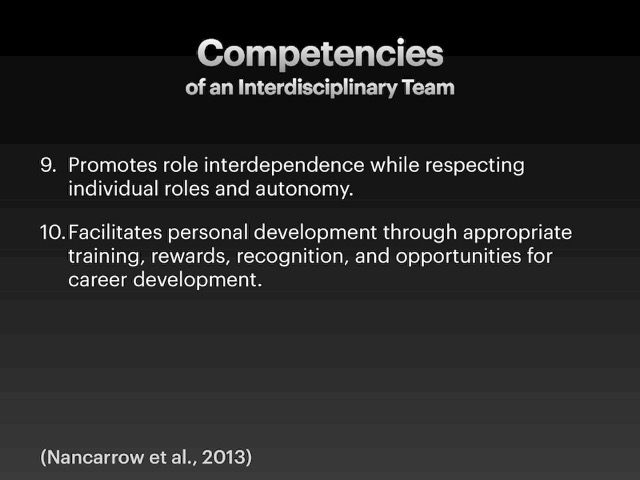 Competencies
of an Interdisciplinary Team
9. Promotes role interdependence while respecting
individual roles and autonomy.
10. Facilitates personal development through appropriate
training, rewards, recognition, and opportunities for
career development.
(Nancarrow et al., 2013)